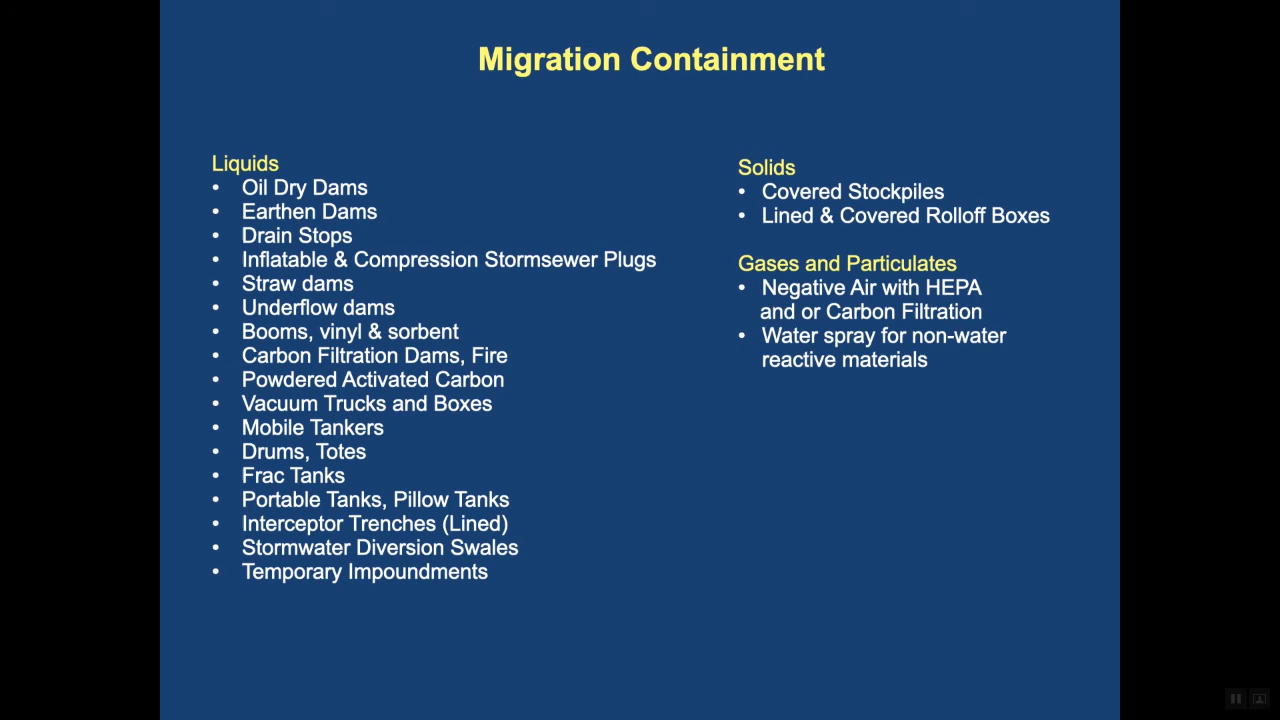 Migration Containment
Liquids
• Oil Dry Dams
• Earthen Dams
• Drain Stops
• Inflatable & Compression Stormsewer Plugs
• Straw dams
• Underflow dams
• Booms, vinyl & sorbent
• Carbon Filtration Dams, Fire
• Powdered Activated Carbon
• Vacuum Trucks and Boxes
• Mobile Tankers
• Drums, Totes
• Frac Tanks
• Portable Tanks, Pillow Tanks
• Interceptor Trenches (Lined)
• Stormwater Diversion Swales
• Temporary Impoundments
Solids
• Covered Stockpiles
• Lined & Covered Rolloff Boxes
Gases and Particulates
• Negative Air with HEPA
and or Carbon Filtration
• Water spray for non-water
reactive materials